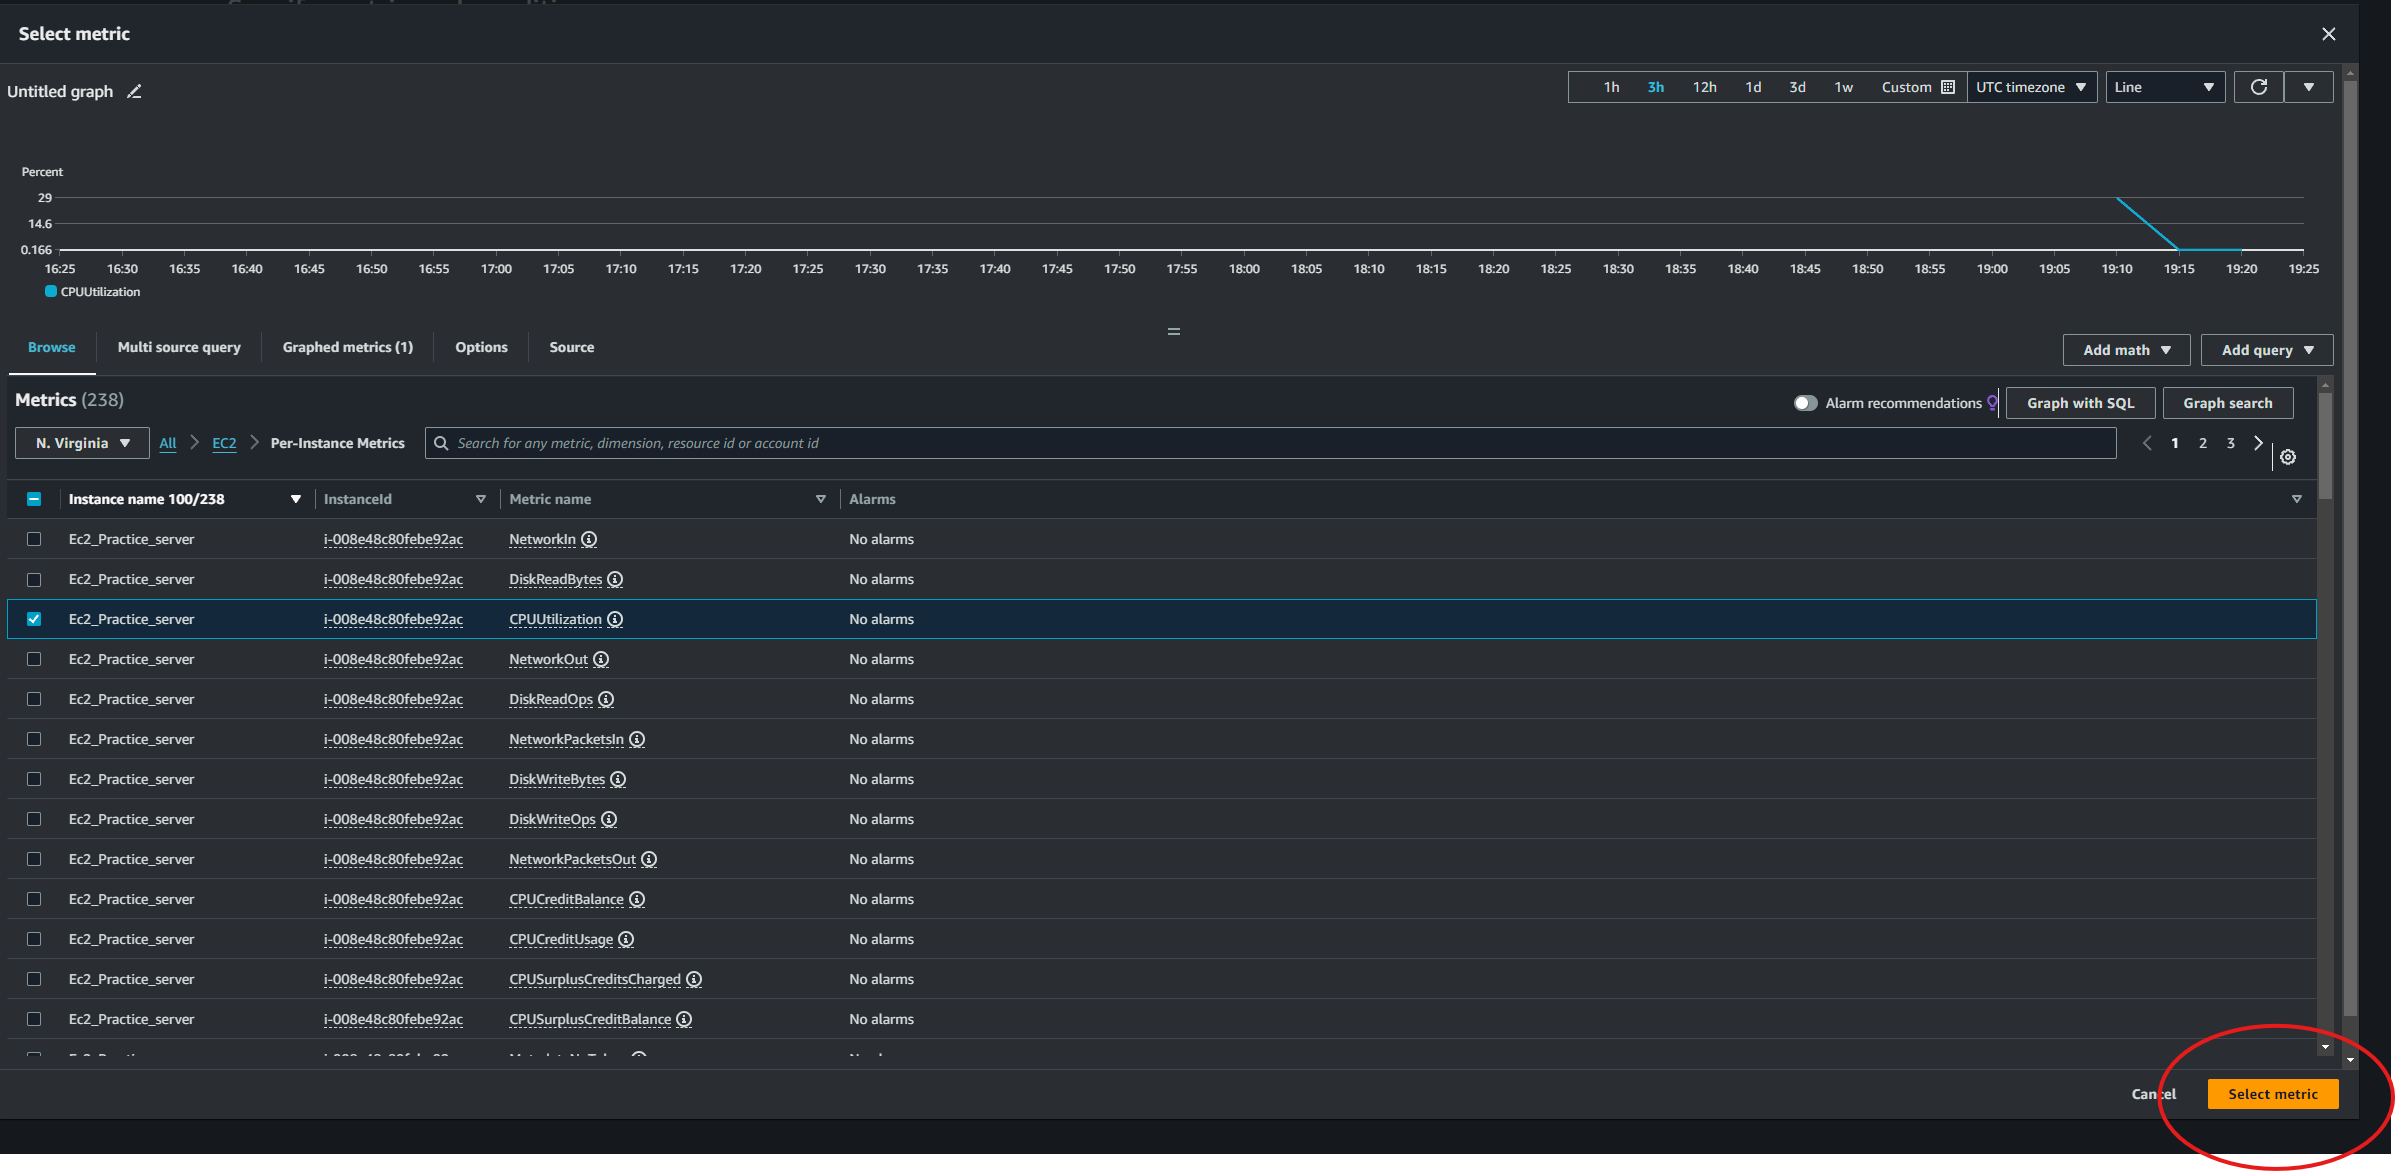 Select metric
Untitled graph
1h 3h 12h 1d 3d 1w Custom UTC timezone Line
Percent
29
14.6
0.166
16:25 16:30 16:35 16:40 16:45 16:50 16:55 17:00 17:05 17:10 17:15 17:20 17:25 17:30 17:35 17:40 17:45 17:50 17:55 18:00 18:05 18:10 18:15 18:20 18:25 18:30 18:35 18:40 18:45 18:50 18:55 19:00 19:05 19:10 19:15 19:20 19:25
CPUUtilization
Browse Multi source query Graphed metrics (1) Options Source Add math Add query
Metrics (238) Alarm recommendations Graph with SQL Graph search
N. Virginia All EC2 Per-Instance Metrics Search for any metric, dimension, resource id or account id 1 2 3
Instance name 100/238 InstanceId Metric name Alarms
Ec2_Practice_server i-008e48c80febe92ac NetworkIn No alarms
Ec2_Practice_server i-008e48c80febe92ac DiskReadBytes No alarms
Ec2_Practice_server i-008e48c80febe92ac CPUUtilization No alarms
Ec2_Practice_server i-008e48c80febe92ac NetworkOut No alarms
Ec2_Practice_server i-008e48c80febe92ac DiskReadOps No alarms
Ec2_Practice_server i-008e48c80febe92ac NetworkPacketsIn No alarms
Ec2_Practice_server i-008e48c80febe92ac DiskWriteBytes No alarms
Ec2_Practice_server i-008e48c80febe92ac DiskWriteOps No alarms
Ec2_Practice_server i-008e48c80febe92ac NetworkPacketsOut No alarms
Ec2_Practice_server i-008e48c80febe92ac CPUCreditBalance No alarms
Ec2_Practice_server i-008e48c80febe92ac CPUCreditUsage No alarms
Ec2_Practice_server i-008e48c80febe92ac CPUSurplusCreditsCharged No alarms
Ec2_Practice_server i-008e48c80febe92ac CPUSurplusCreditBalance No alarms
Cancel Select metric